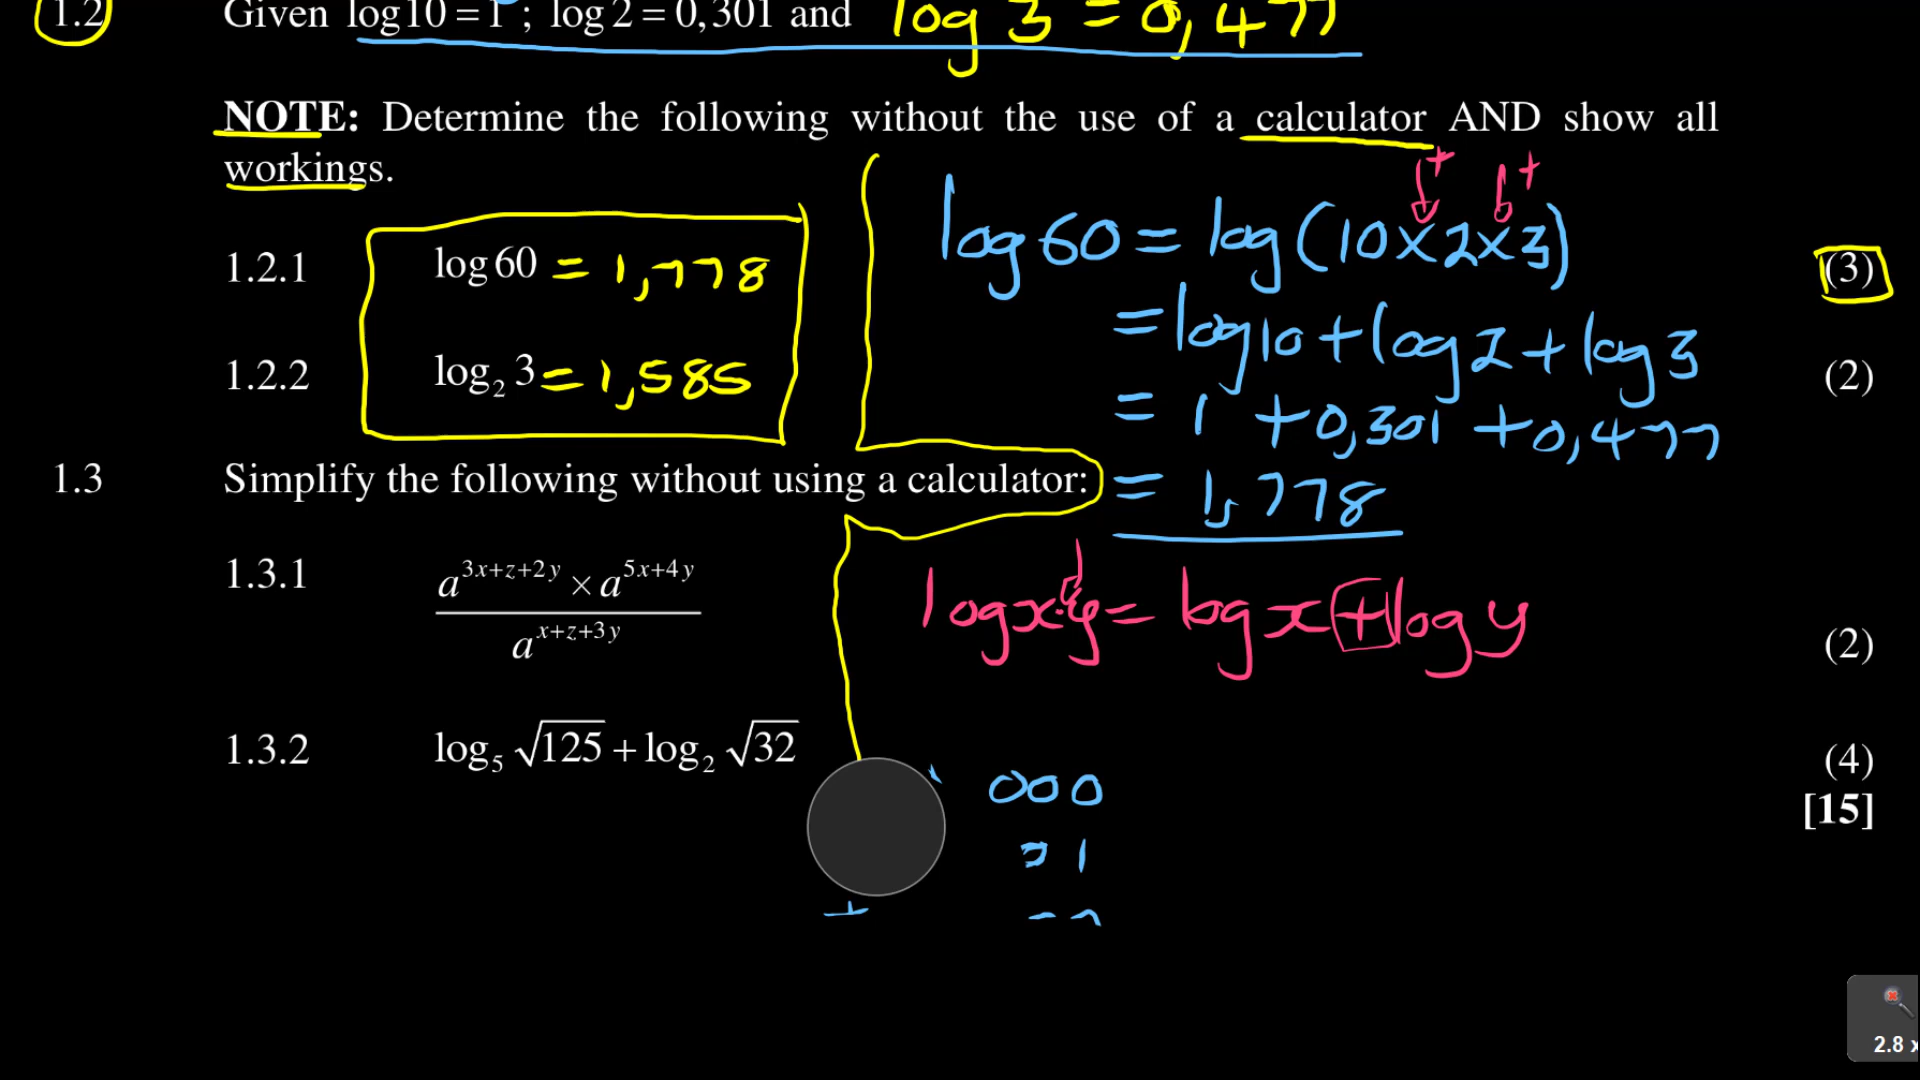 1.2 Given log10 = 1 ; log 2 = 0,301 and log 3 = 0,477
NOTE: Determine the following without the use of a calculator AND show all
workings.
1.2.1 log 60 = 1,778 (3)
1.2.2 log₂ 3 = 1,585 (2)
+ +
log 60 = log (10 × 2 × 3)
= log 10 + log 2 + log 3
= 1 + 0,301 + 0,477
= 1,778
1.3 Simplify the following without using a calculator:
log x·y = log x + log y
1.3.1 a^{3x+z+2y} × a^{5x+4y} (2)
a^{x+z+3y}
1.3.2 log₅ √125 + log₂ √32 (4)
[15]
000
2.8 x